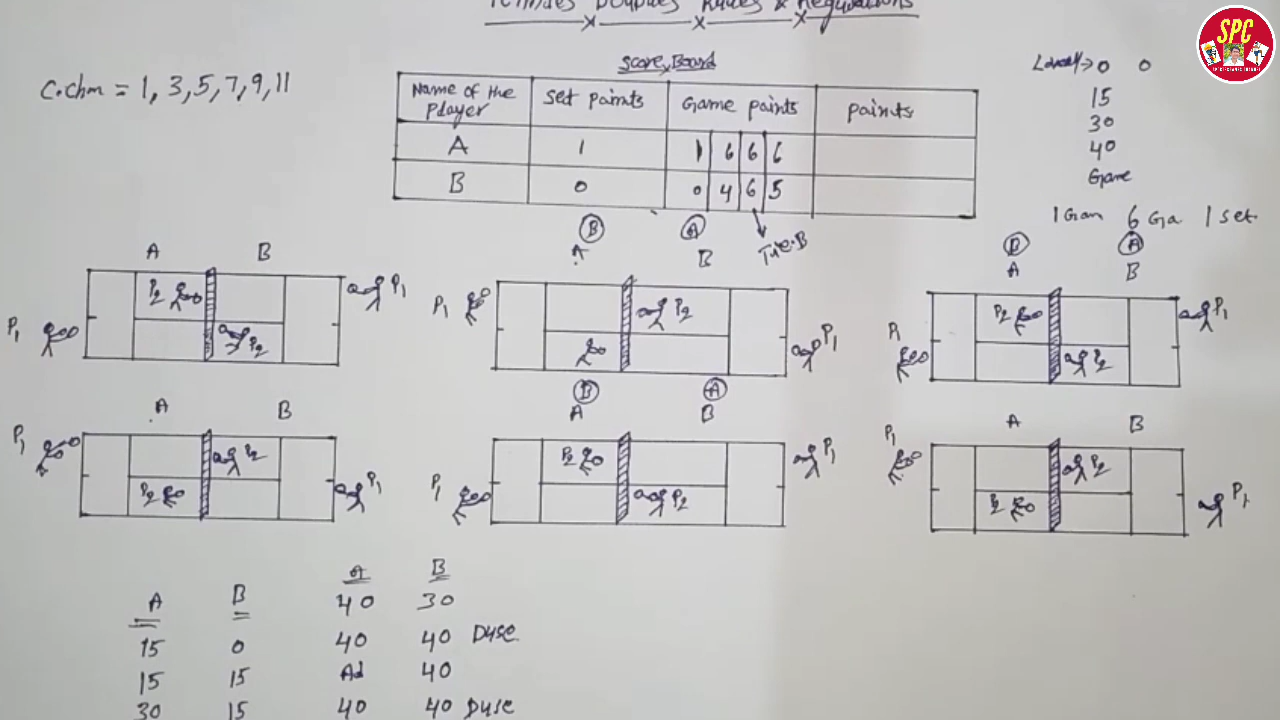 Doubles Rules & Regulations
SPC
C.chm = 1, 3, 5, 7, 9, 11
Score Board
Name of the Player | Set points | Game points | points
A | 1 | 1 | 6 | 6 | 6
B | 0 | 0 | 4 | 6 | 5
Tie.B
0 0
15
30
40
Game
1 Gam 6 Ga 1 set
A B
P1 P2 P2 P1
B A
A B
P1 P2 P1
A
A B
P1 P2 P2 P1
A B
P1 P2 P2 P1
B A
A B
P1 P2 P2 P1
A B
P1 P2 P2 P1
A B
15 0
15 15
30 15
A B
40 30
40 40 Duse
Ad 40
40 40 Duse